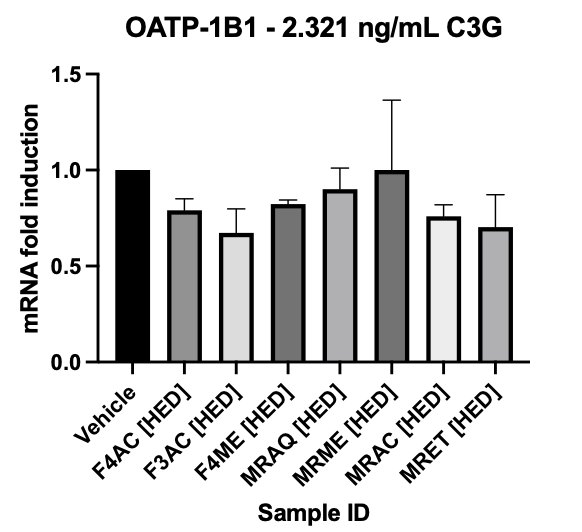 OATP-1B1 - 2.321 ng/mL C3G
mRNA fold induction
1.5
1.0
0.5
0.0
Vehicle
F4AC [HED]
F3AC [HED]
F4ME [HED]
MRAQ [HED]
MRME [HED]
MRAC [HED]
MRET [HED]
Sample ID